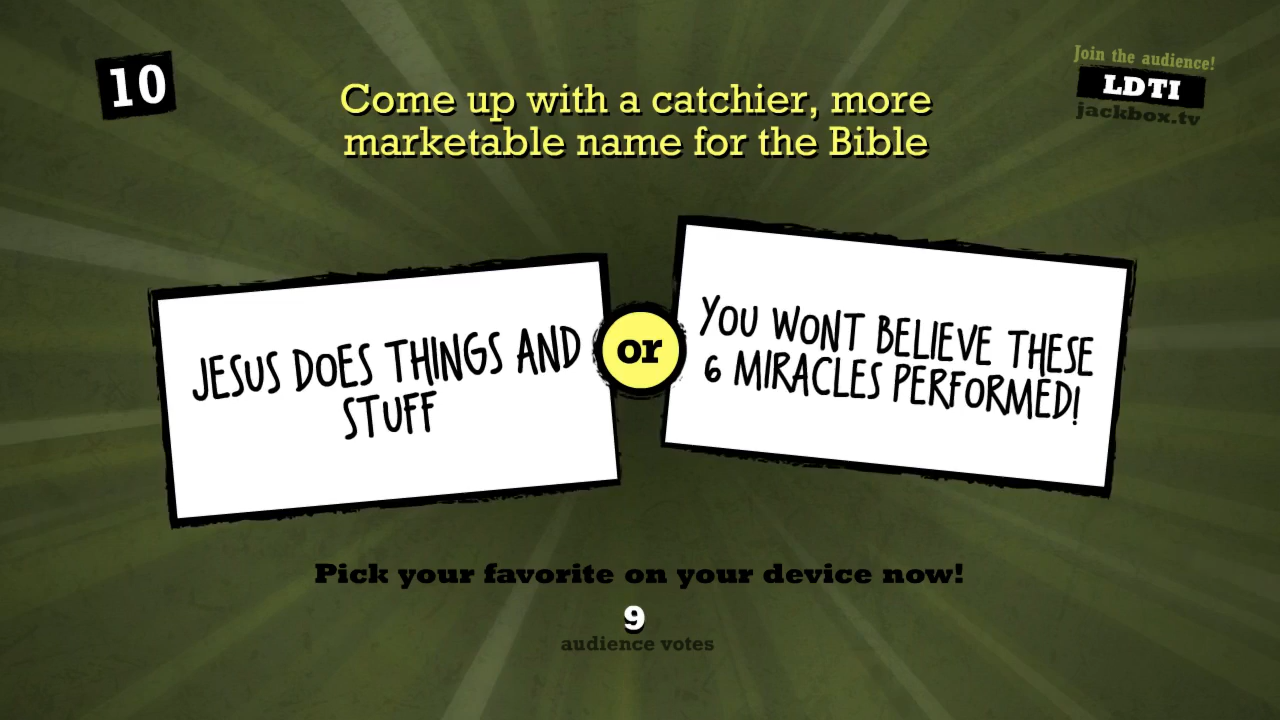 10
Join the audience!
LDTI
jackbox.tv
Come up with a catchier, more
marketable name for the Bible
JESUS DOES THINGS AND
STUFF
or
YOU WONT BELIEVE THESE
6 MIRACLES PERFORMED!
Pick your favorite on your device now!
9
audience votes